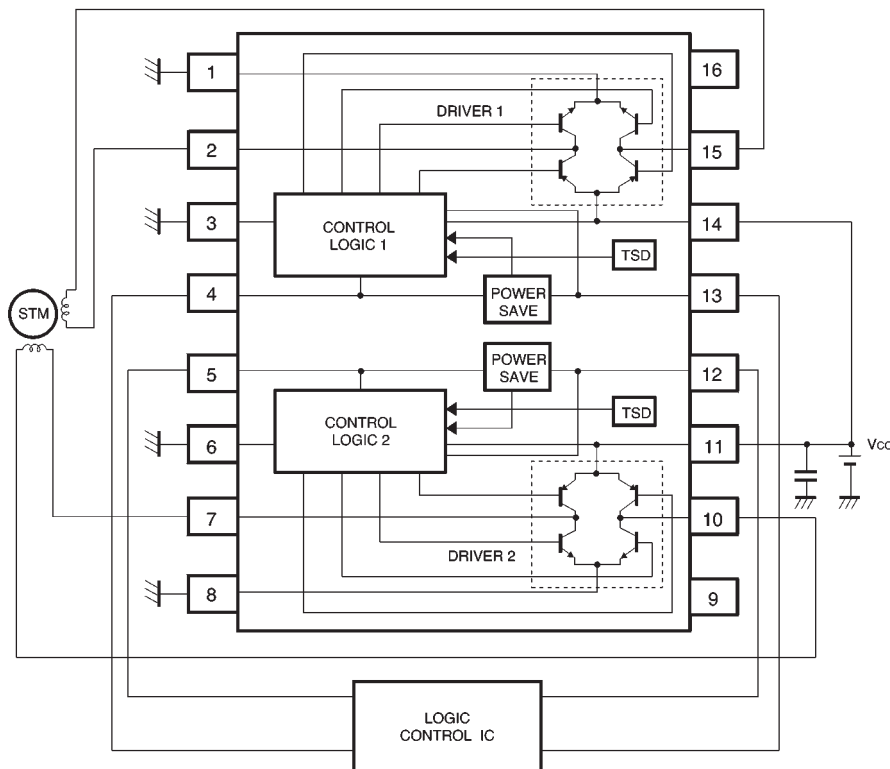 1
16
DRIVER 1
2
15
3
CONTROL
LOGIC 1
14
TSD
4
POWER
SAVE
13
STM
5
POWER
SAVE
12
CONTROL
LOGIC 2
TSD
6
11
Vcc
7
10
DRIVER 2
8
9
LOGIC
CONTROL IC